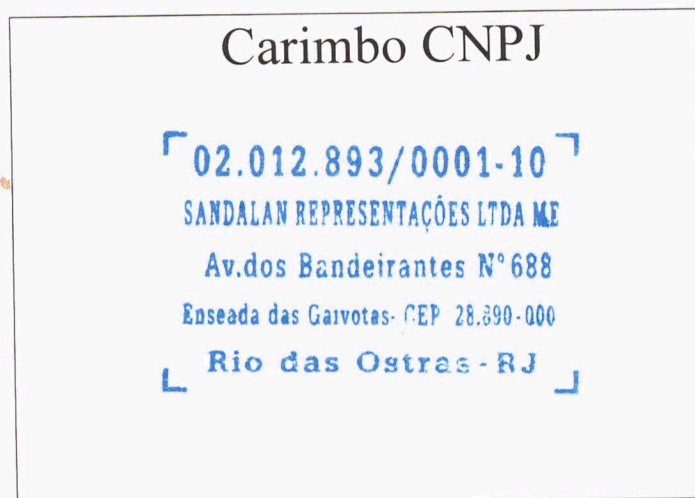 Carimbo CNPJ
02.012.893/0001-10
SANDALAN REPRESENTAÇÕES LTDA ME
Av.dos Bandeirantes Nº 688
Enseada das Gaivotas- CEP 28.890-000
Rio das Ostras-RJ